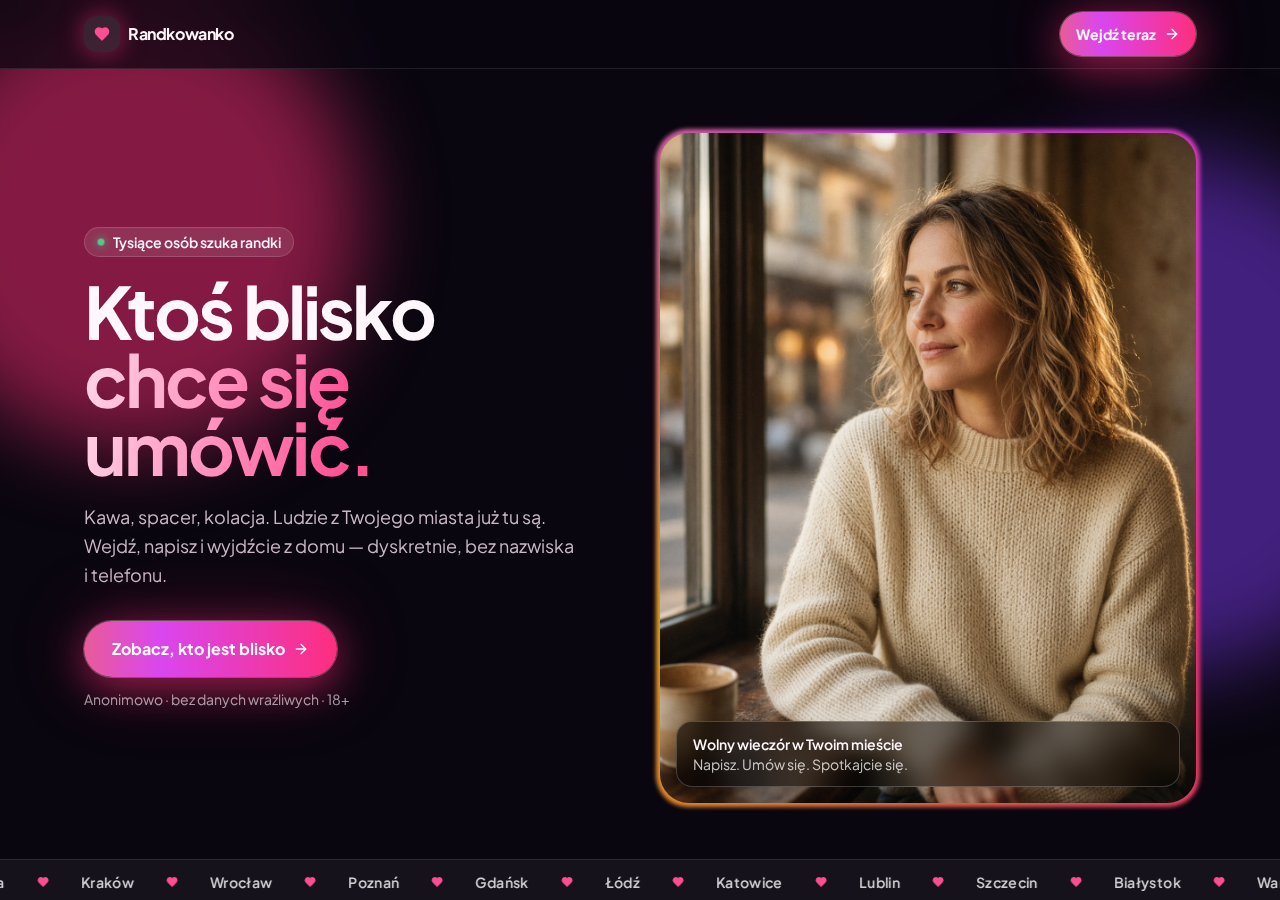 Randkowanko
Wejdź teraz
Tysiące osób szuka randki
Ktoś blisko
chce się
umówić.
Kawa, spacer, kolacja. Ludzie z Twojego miasta już tu są.
Wejdź, napisz i wyjdźcie z domu — dyskretnie, bez nazwiska
i telefonu.
Zobacz, kto jest blisko
Anonimowo · bez danych wrażliwych · 18+
Wolny wieczór w Twoim mieście
Napisz. Umów się. Spotkajcie się.
a Kraków Wrocław Poznań Gdańsk Łódź Katowice Lublin Szczecin Białystok Wa